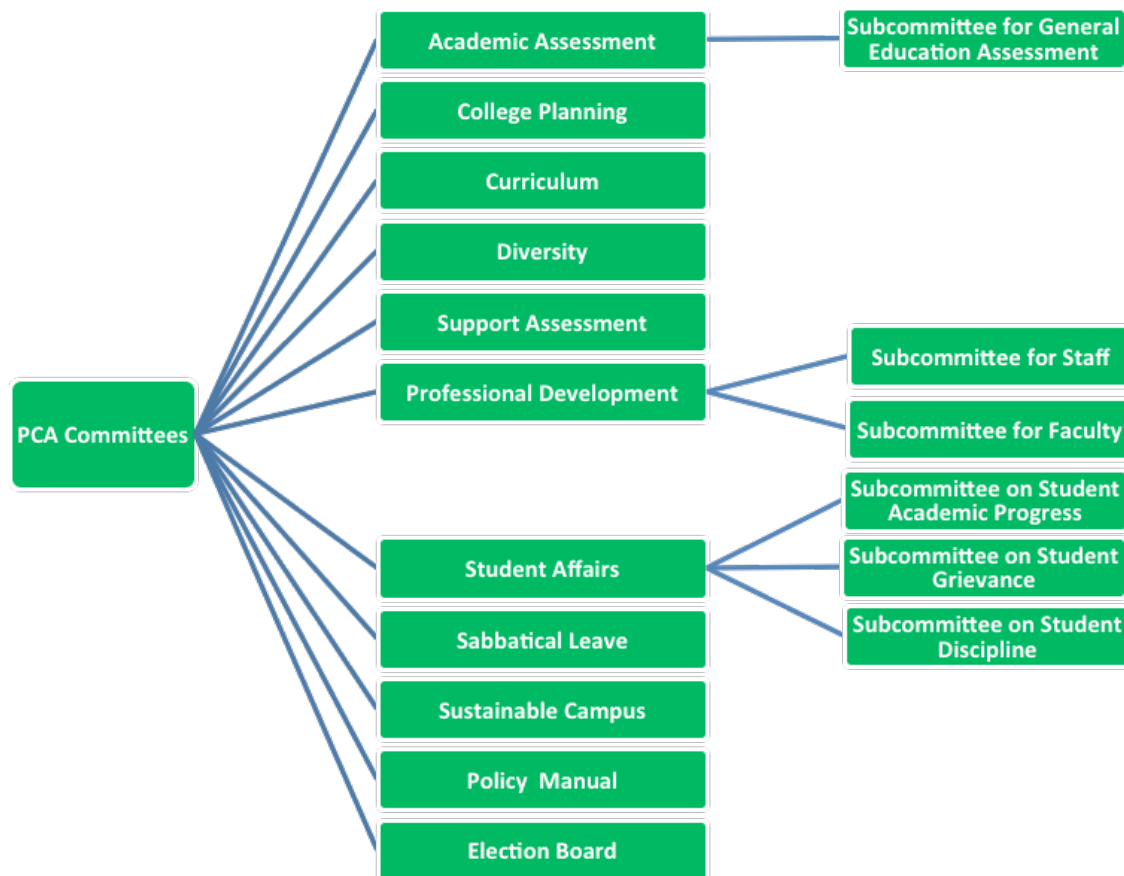 PCA Committees
Academic Assessment
Subcommittee for General
Education Assessment
College Planning
Curriculum
Diversity
Support Assessment
Professional Development
Subcommittee for Staff
Subcommittee for Faculty
Student Affairs
Subcommittee on Student
Academic Progress
Subcommittee on Student
Grievance
Subcommittee on Student
Discipline
Sabbatical Leave
Sustainable Campus
Policy  Manual
Election Board